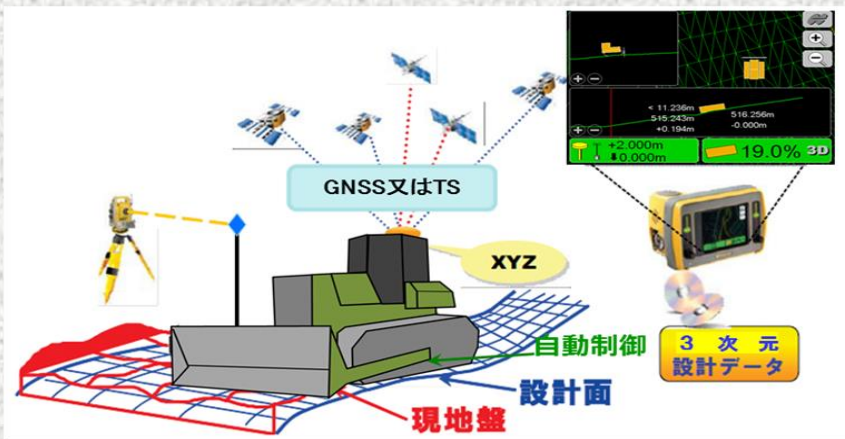 < 11.236m
515.243m
+0.194m
516.256m
-0.000m
+2.000m
⬇0.000m
19.0% 3D
GNSS又はTS
XYZ
自動制御
設計面
現地盤
3 次 元
設計データ